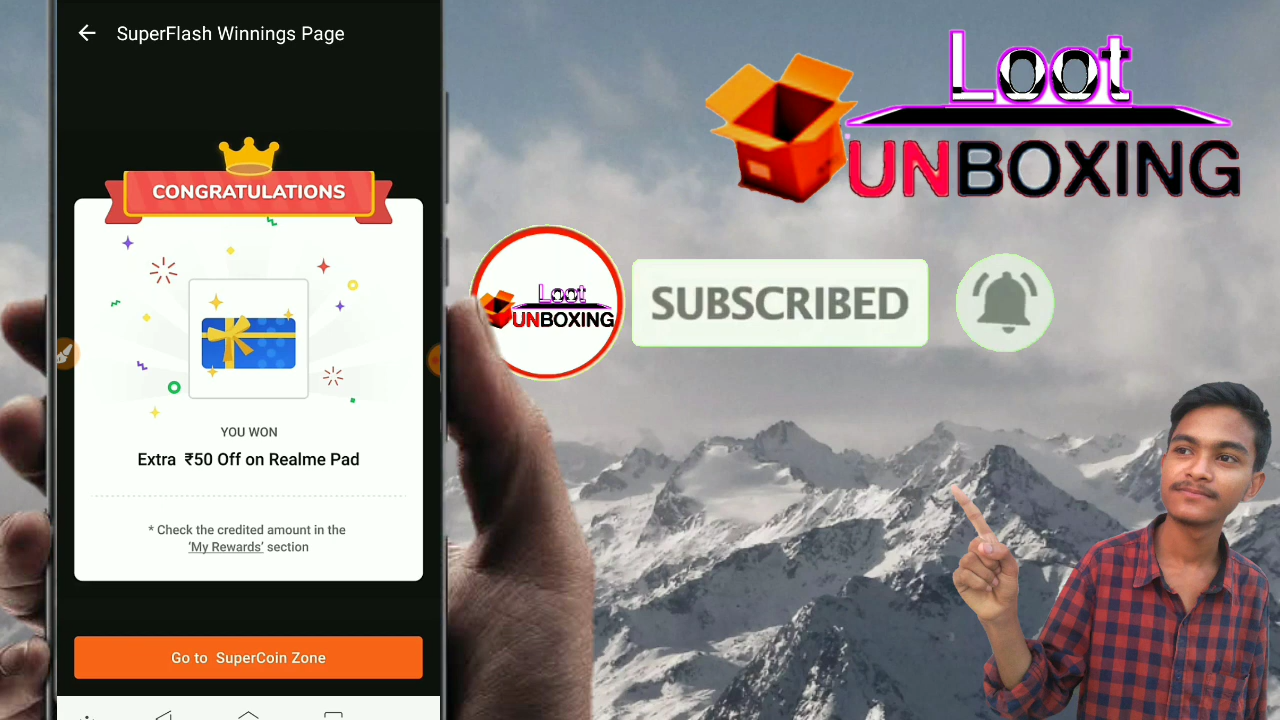 SuperFlash Winnings Page
CONGRATULATIONS
YOU WON
Extra ₹50 Off on Realme Pad
* Check the credited amount in the
‘My Rewards’ section
Go to SuperCoin Zone
Loot
UNBOXING
Loot
UNBOXING
SUBSCRIBED